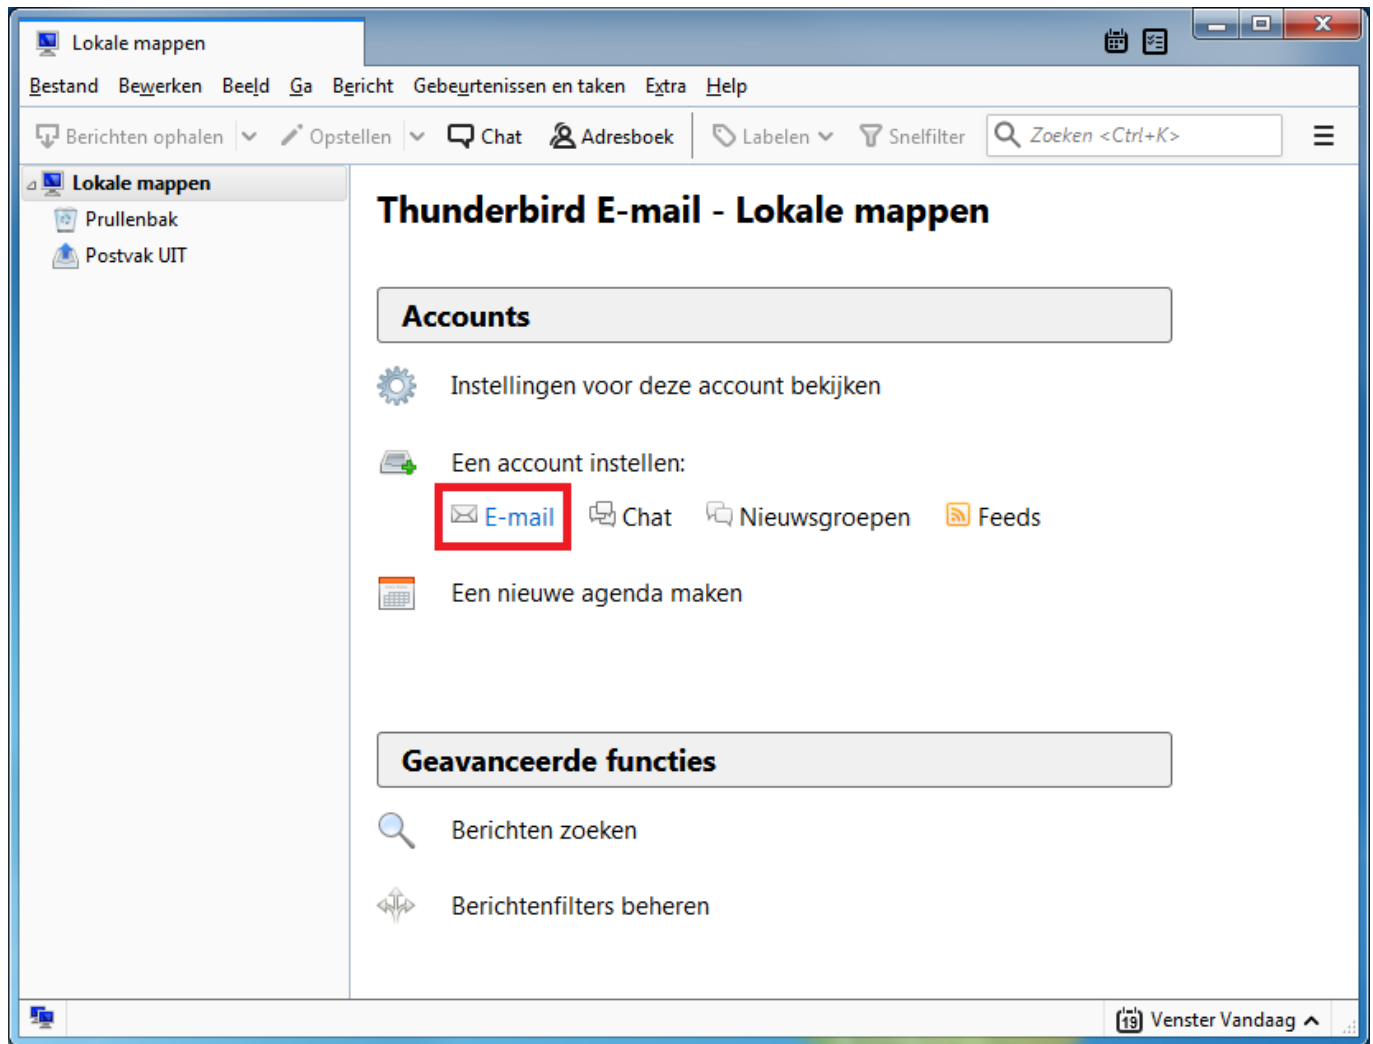 Lokale mappen
Bestand Bewerken Beeld Ga Bericht Gebeurtenissen en taken Extra Help
Berichten ophalen Opstellen Chat Adresboek Labelen Snelfilter Zoeken <Ctrl+K>
Lokale mappen
Prullenbak
Postvak UIT
Thunderbird E-mail - Lokale mappen
Accounts
Instellingen voor deze account bekijken
Een account instellen:
E-mail Chat Nieuwsgroepen Feeds
Een nieuwe agenda maken
Geavanceerde functies
Berichten zoeken
Berichtenfilters beheren
19 Venster Vandaag